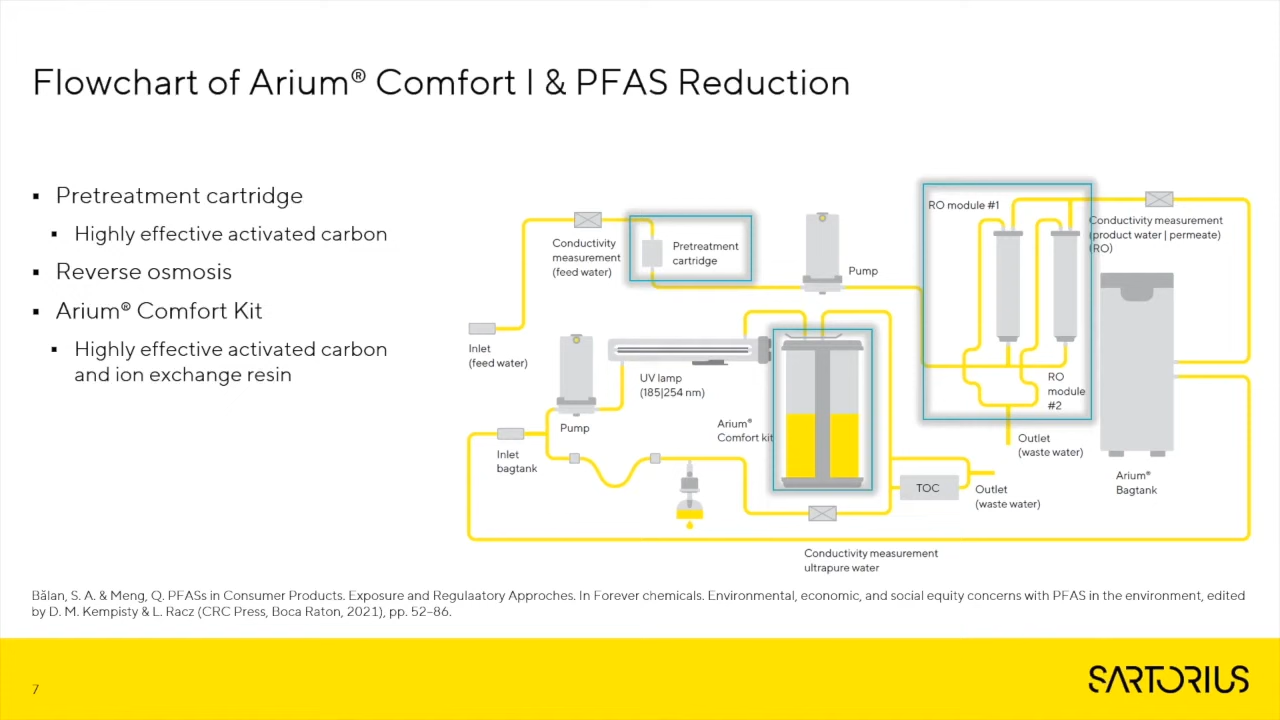 Flowchart of Arium® Comfort I & PFAS Reduction
▪ Pretreatment cartridge
▪ Highly effective activated carbon
▪ Reverse osmosis
▪ Arium® Comfort Kit
▪ Highly effective activated carbon
and ion exchange resin
Conductivity
measurement
(feed water)
Pretreatment
cartridge
Pump
RO module #1
Conductivity measurement
(product water | permeate)
(RO)
Inlet
(feed water)
UV lamp
(185|254 nm)
RO
module
#2
Pump
Arium®
Comfort kit
Inlet
bagtank
Outlet
(waste water)
Arium®
Bagtank
TOC
Outlet
(waste water)
Conductivity measurement
ultrapure water
Bălan, S. A. & Meng, Q. PFASs in Consumer Products. Exposure and Regulaatory Approches. In Forever chemicals. Environmental, economic, and social equity concerns with PFAS in the environment, edited
by D. M. Kempisty & L. Racz (CRC Press, Boca Raton, 2021), pp. 52–86.
7
SARTORIUS